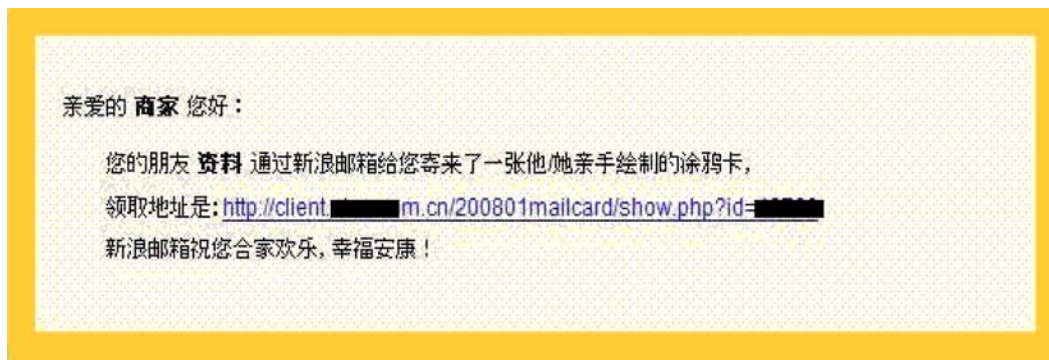 亲爱的 商家 您好：
您的朋友 资料 通过新浪邮箱给您寄来了一张他/她亲手绘制的涂鸦卡，
领取地址是: http://client. m.cn/200801mailcard/show.php?id=
新浪邮箱祝您合家欢乐, 幸福安康！